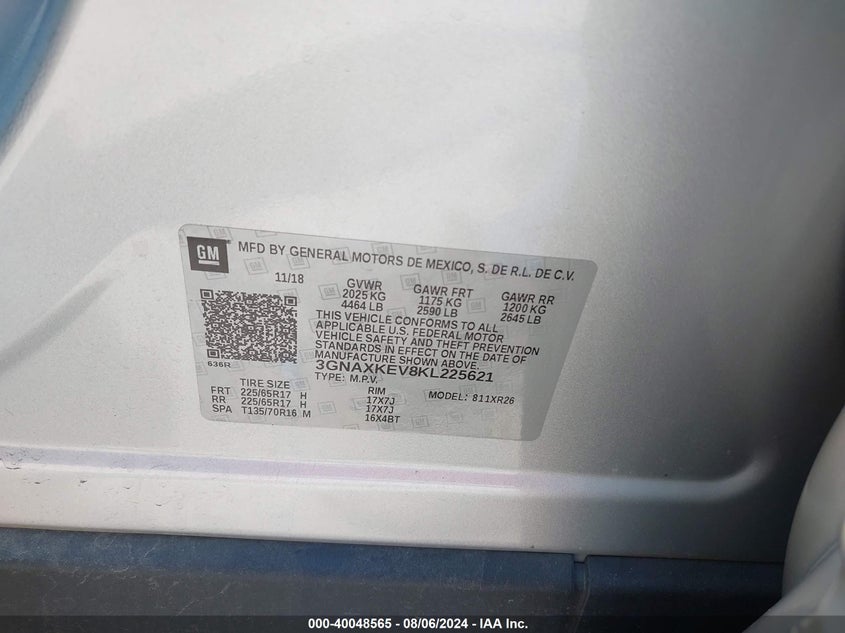 GM
MFD BY GENERAL MOTORS DE MEXICO, S. DE R.L. DE C.V.
11/18 GVWR GAWR FRT GAWR RR
2025 KG 1175 KG 1200 KG
4464 LB 2590 LB 2645 LB
THIS VEHICLE CONFORMS TO ALL
APPLICABLE U.S. FEDERAL MOTOR
VEHICLE SAFETY AND THEFT PREVENTION
STANDARDS IN EFFECT ON THE DATE OF
MANUFACTURE SHOWN ABOVE.
636R
3GNAXKEV8KL225621
TYPE: M.P.V. MODEL: 811XR26
TIRE SIZE RIM
FRT 225/65R17 H 17X7J
RR 225/65R17 H 17X7J
SPA T135/70R16 M 16X4BT
000-40048565 - 08/06/2024 - IAA Inc.